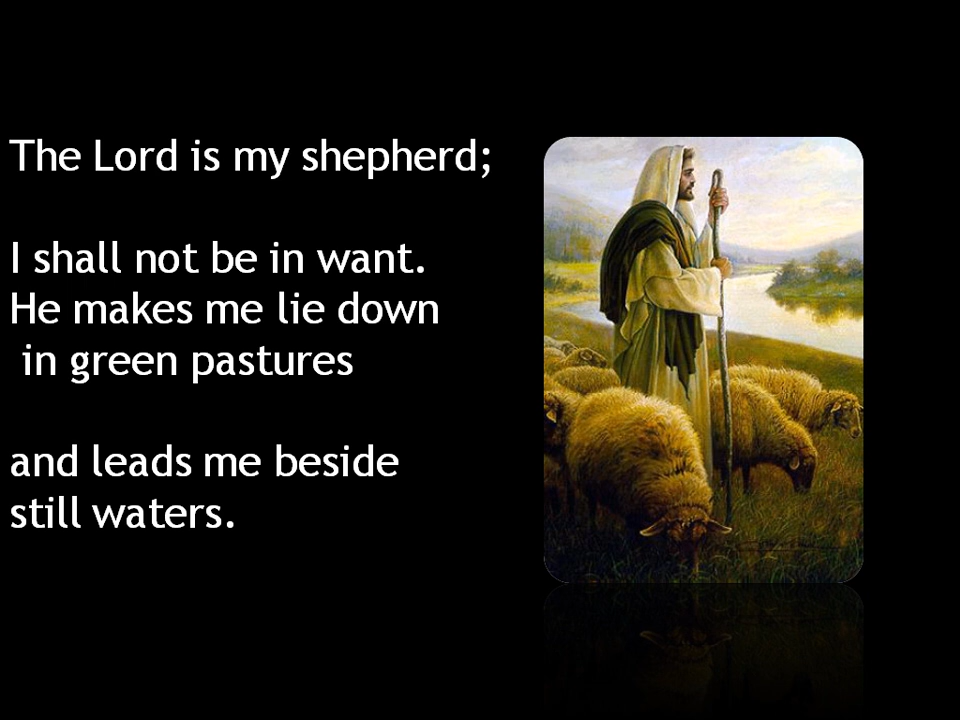 The Lord is my shepherd;
I shall not be in want.
He makes me lie down
in green pastures
and leads me beside
still waters.